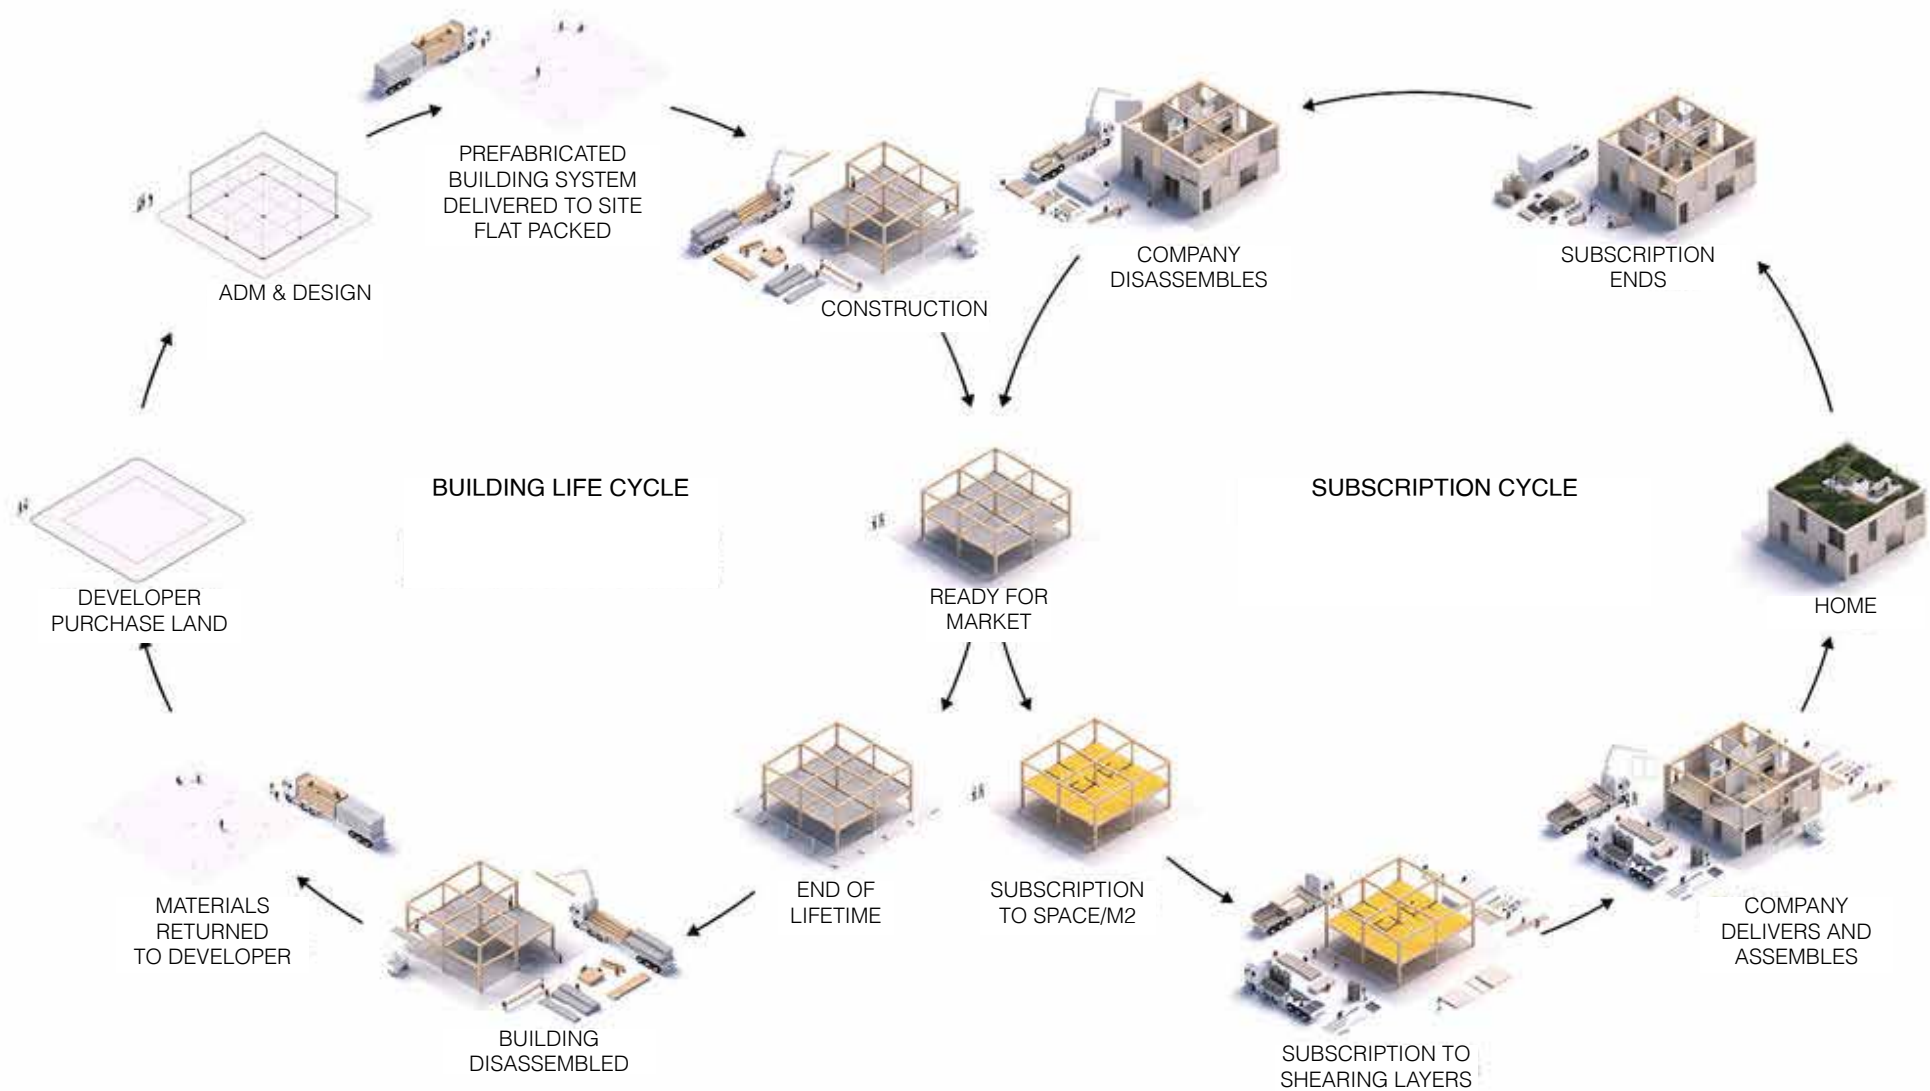 PREFABRICATED
BUILDING SYSTEM
DELIVERED TO SITE
FLAT PACKED
ADM & DESIGN
CONSTRUCTION
COMPANY
DISASSEMBLES
SUBSCRIPTION
ENDS
BUILDING LIFE CYCLE
SUBSCRIPTION CYCLE
DEVELOPER
PURCHASE LAND
READY FOR
MARKET
HOME
MATERIALS
RETURNED
TO DEVELOPER
END OF
LIFETIME
SUBSCRIPTION
TO SPACE/M2
COMPANY
DELIVERS AND
ASSEMBLES
BUILDING
DISASSEMBLED
SUBSCRIPTION TO
SHEARING LAYERS